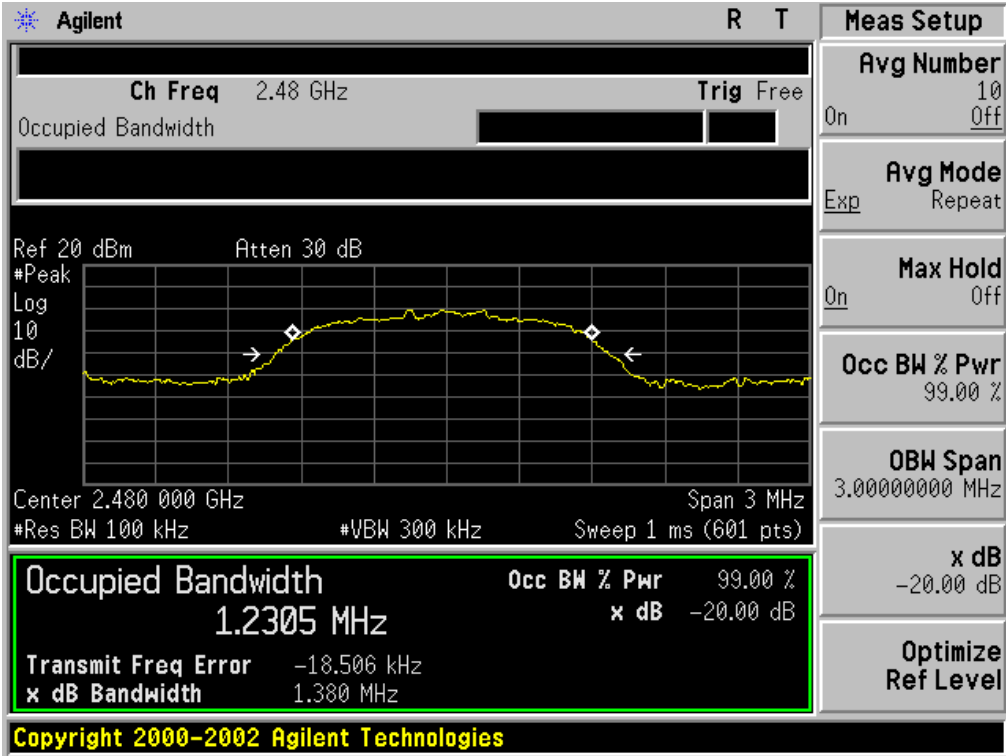 Agilent R T Meas Setup
Ch Freq 2.48 GHz Trig Free
Occupied Bandwidth
Avg Number
10
On Off
Avg Mode
Exp Repeat
Max Hold
On Off
Occ BW % Pwr
99.00 %
OBW Span
3.00000000 MHz
x dB
-20.00 dB
Optimize
Ref Level
Ref 20 dBm Atten 30 dB
#Peak
Log
10
dB/
Center 2.480 000 GHz Span 3 MHz
#Res BW 100 kHz #VBW 300 kHz Sweep 1 ms (601 pts)
Occupied Bandwidth Occ BW % Pwr 99.00 %
1.2305 MHz x dB -20.00 dB
Transmit Freq Error -18.506 kHz
x dB Bandwidth 1.380 MHz
Copyright 2000-2002 Agilent Technologies